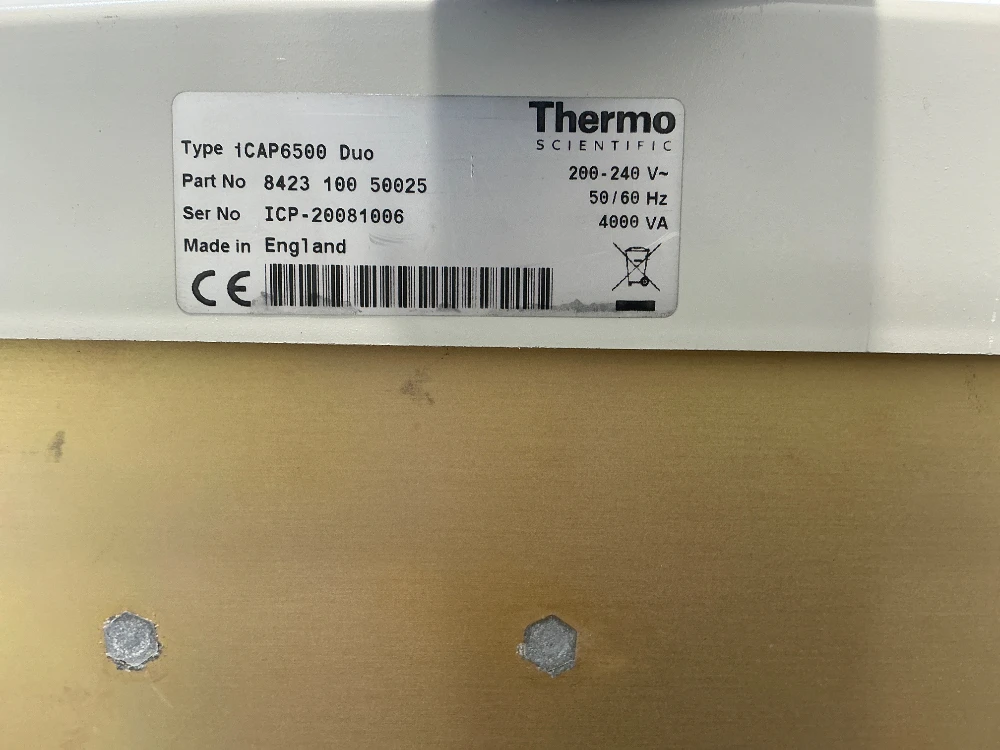 Thermo
SCIENTIFIC
Type iCAP6500 Duo
Part No 8423 100 50025
Ser No ICP-20081006
Made in England
CE
200-240 V~
50/60 Hz
4000 VA